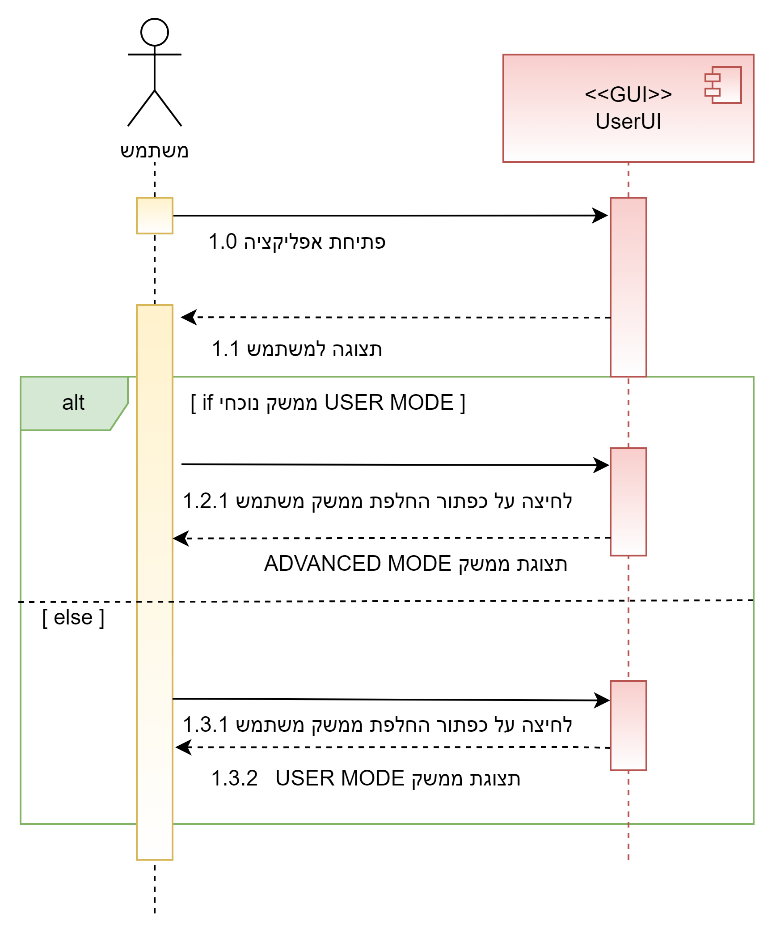 <<GUI>>
UserUI
משתמש
1.0 פתיחת אפליקציה
1.1 תצוגה למשתמש
alt
[ if ממשק נוכחי USER MODE ]
1.2.1 לחיצה על כפתור החלפת ממשק משתמש
תצוגת ממשק ADVANCED MODE
[ else ]
1.3.1 לחיצה על כפתור החלפת ממשק משתמש
1.3.2 תצוגת ממשק USER MODE